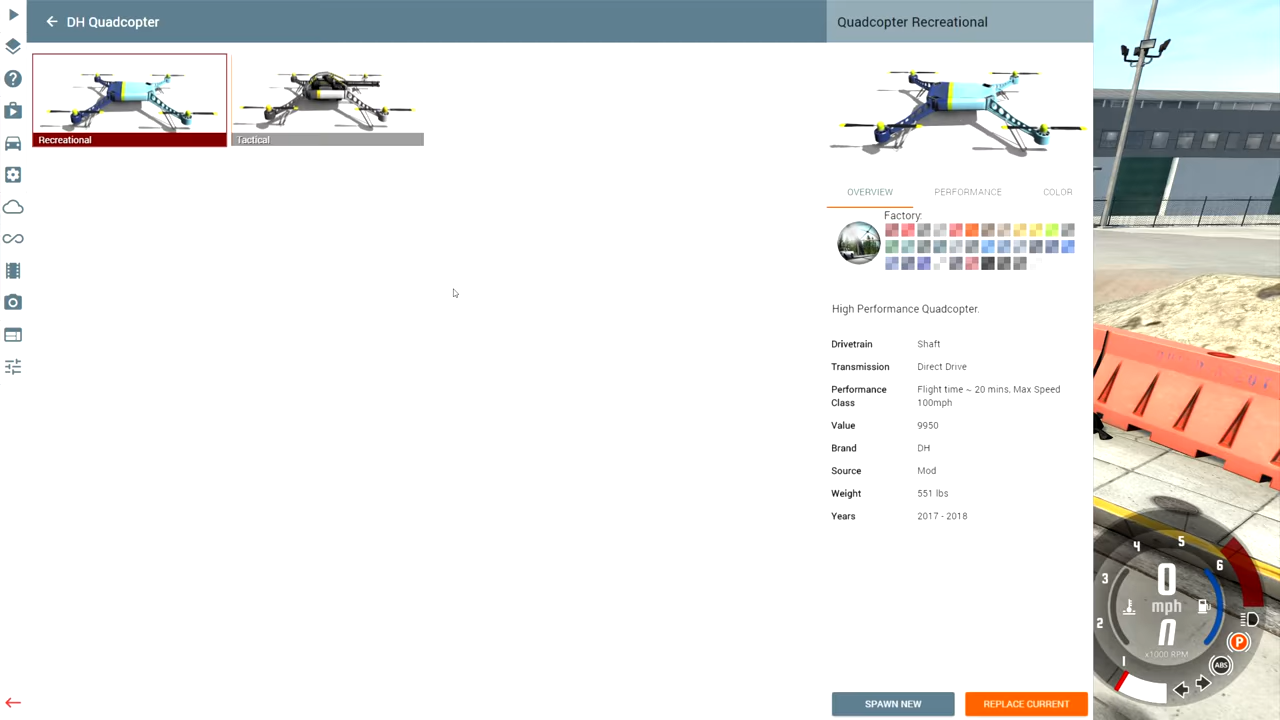 DH Quadcopter
Recreational
Tactical
Quadcopter Recreational
OVERVIEW
PERFORMANCE
COLOR
Factory:
High Performance Quadcopter.
Drivetrain Shaft
Transmission Direct Drive
Performance Class Flight time ~ 20 mins, Max Speed 100mph
Value 9950
Brand DH
Source Mod
Weight 551 lbs
Years 2017 - 2018
SPAWN NEW
REPLACE CURRENT
1
2
3
4
5
6
0
mph
n
x1000 RPM
P
ABS